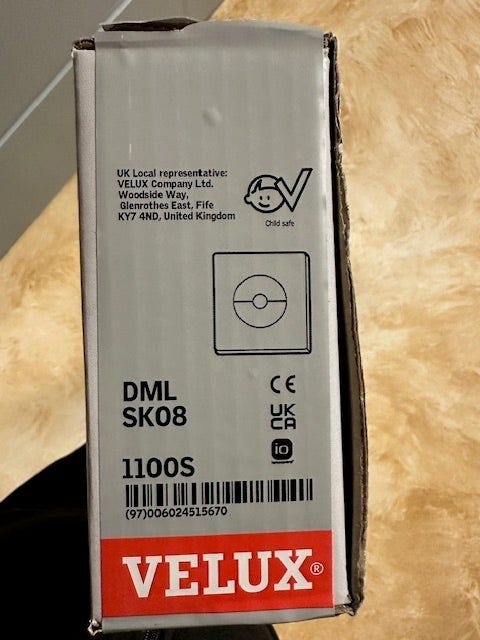 UK Local representative:
VELUX Company Ltd.
Woodside Way,
Glenrothes East, Fife
KY7 4ND, United Kingdom
Child safe
DML
SK08
CE
UK
CA
io
1100S
(97)006024515670
VELUX®